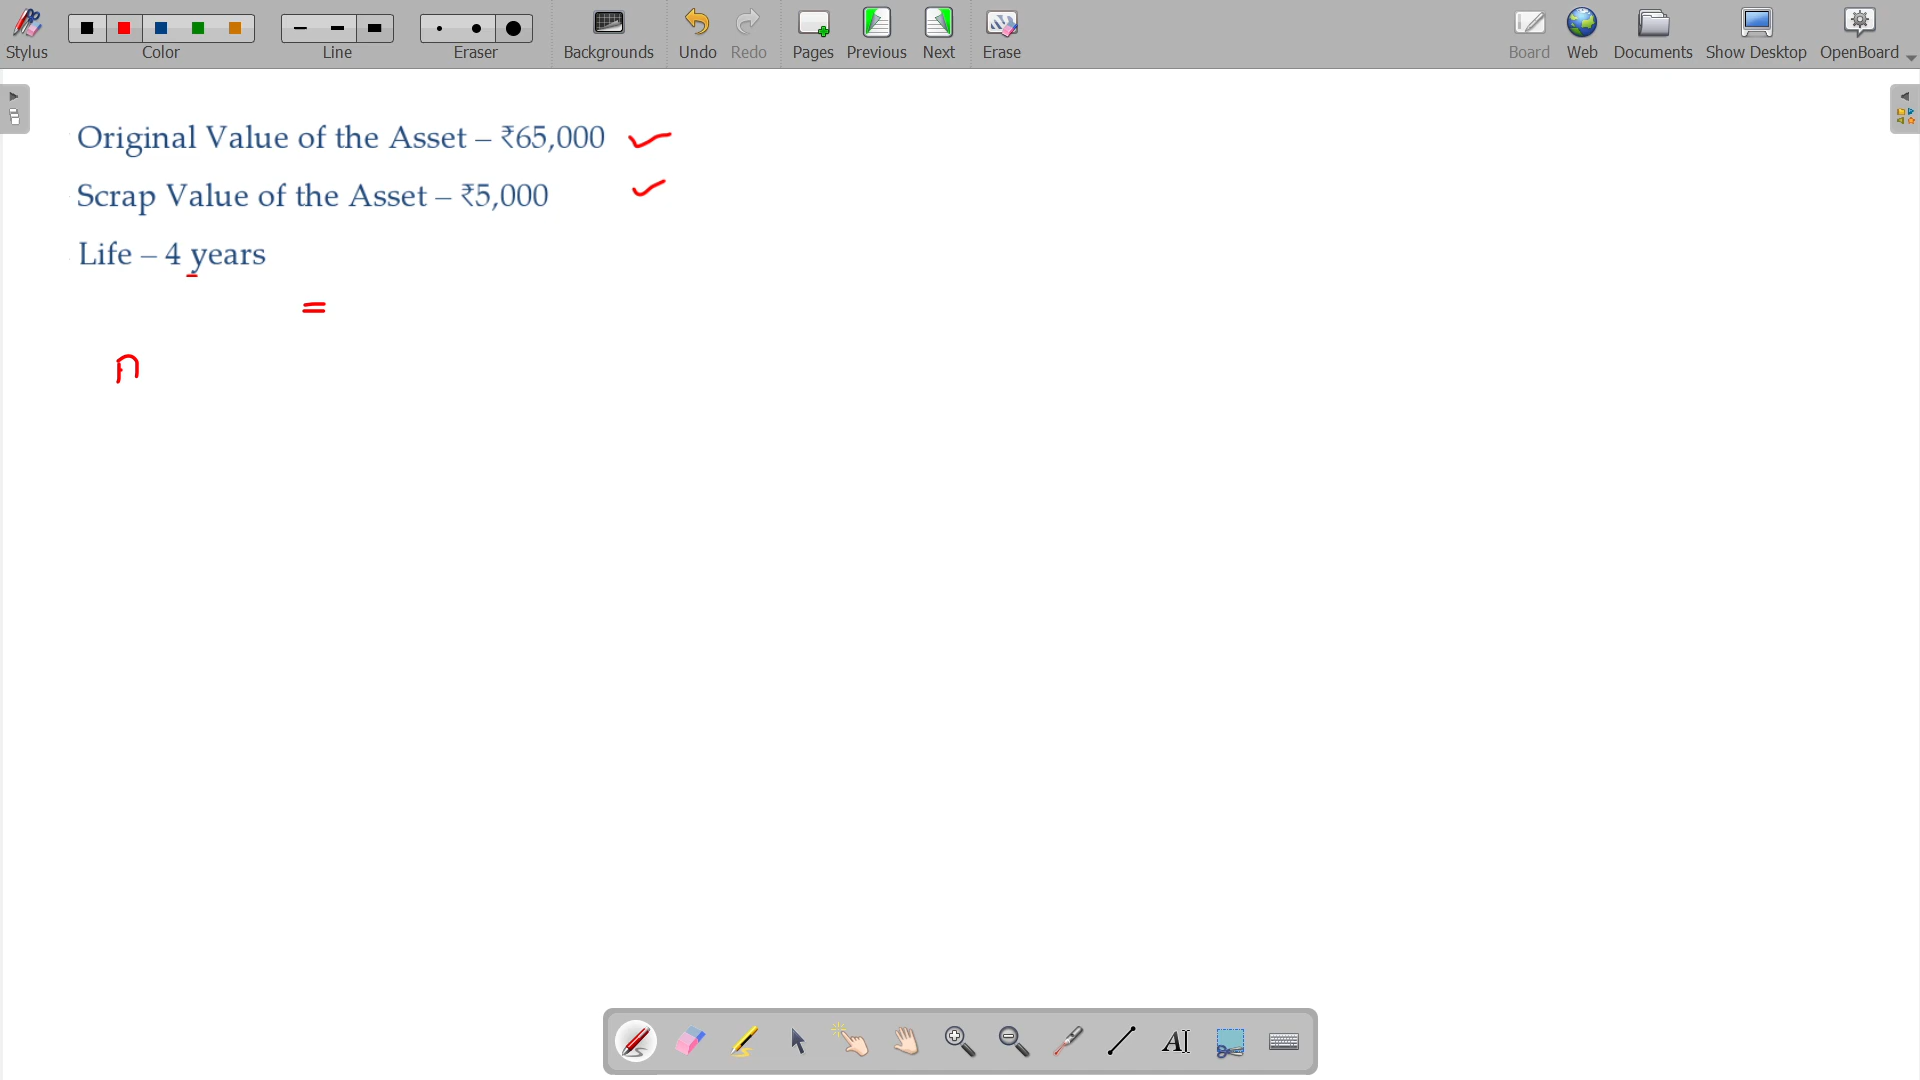 Stylus Color Line Eraser Backgrounds Undo Redo Pages Previous Next Erase Board Web Documents Show Desktop OpenBoard
Original Value of the Asset – ₹65,000
Scrap Value of the Asset – ₹5,000
Life – 4 years
=